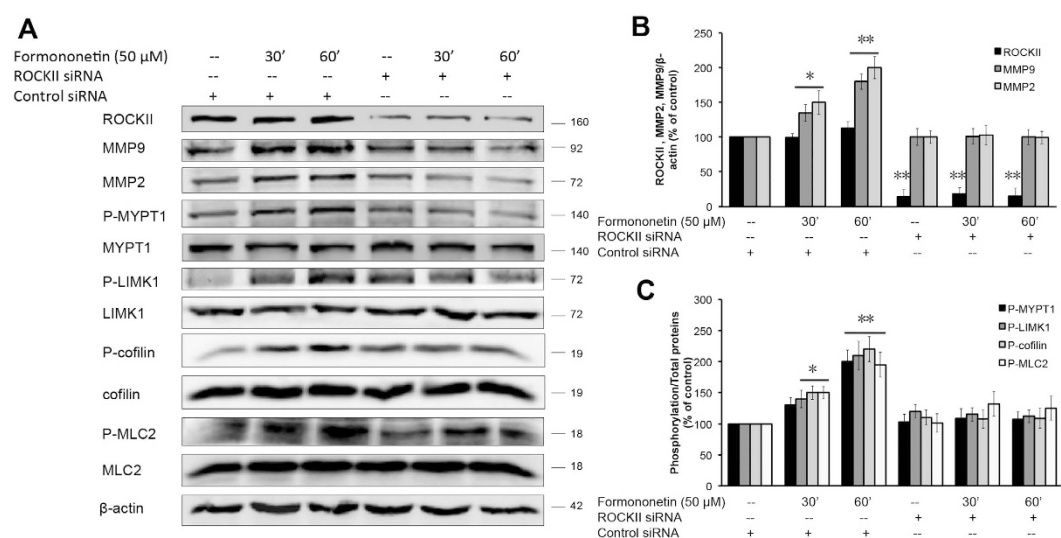 A
Formononetin (50 µM) -- 30’ 60’ -- 30’ 60’
ROCKII siRNA -- -- -- + + +
Control siRNA + + + -- -- --
ROCKII 160
MMP9 92
MMP2 72
P-MYPT1 140
MYPT1 140
P-LIMK1 72
LIMK1 72
P-cofilin 19
cofilin 19
P-MLC2 18
MLC2 18
β-actin 42
B
ROCKII, MMP2, MMP9/β-
actin (% of control)
250
200
150
100
50
0
* ** ** ** **
ROCKII
MMP9
MMP2
Formononetin (50 µM) -- 30’ 60’ -- 30’ 60’
ROCKII siRNA -- -- -- + + +
Control siRNA + + + -- -- --
C
Phosphorylation/Total proteins
(% of control)
300
250
200
150
100
50
0
* **
P-MYPT1
P-LIMK1
P-cofilin
P-MLC2
Formononetin (50 µM) -- 30’ 60’ -- 30’ 60’
ROCKII siRNA -- -- -- + + +
Control siRNA + + + -- -- --